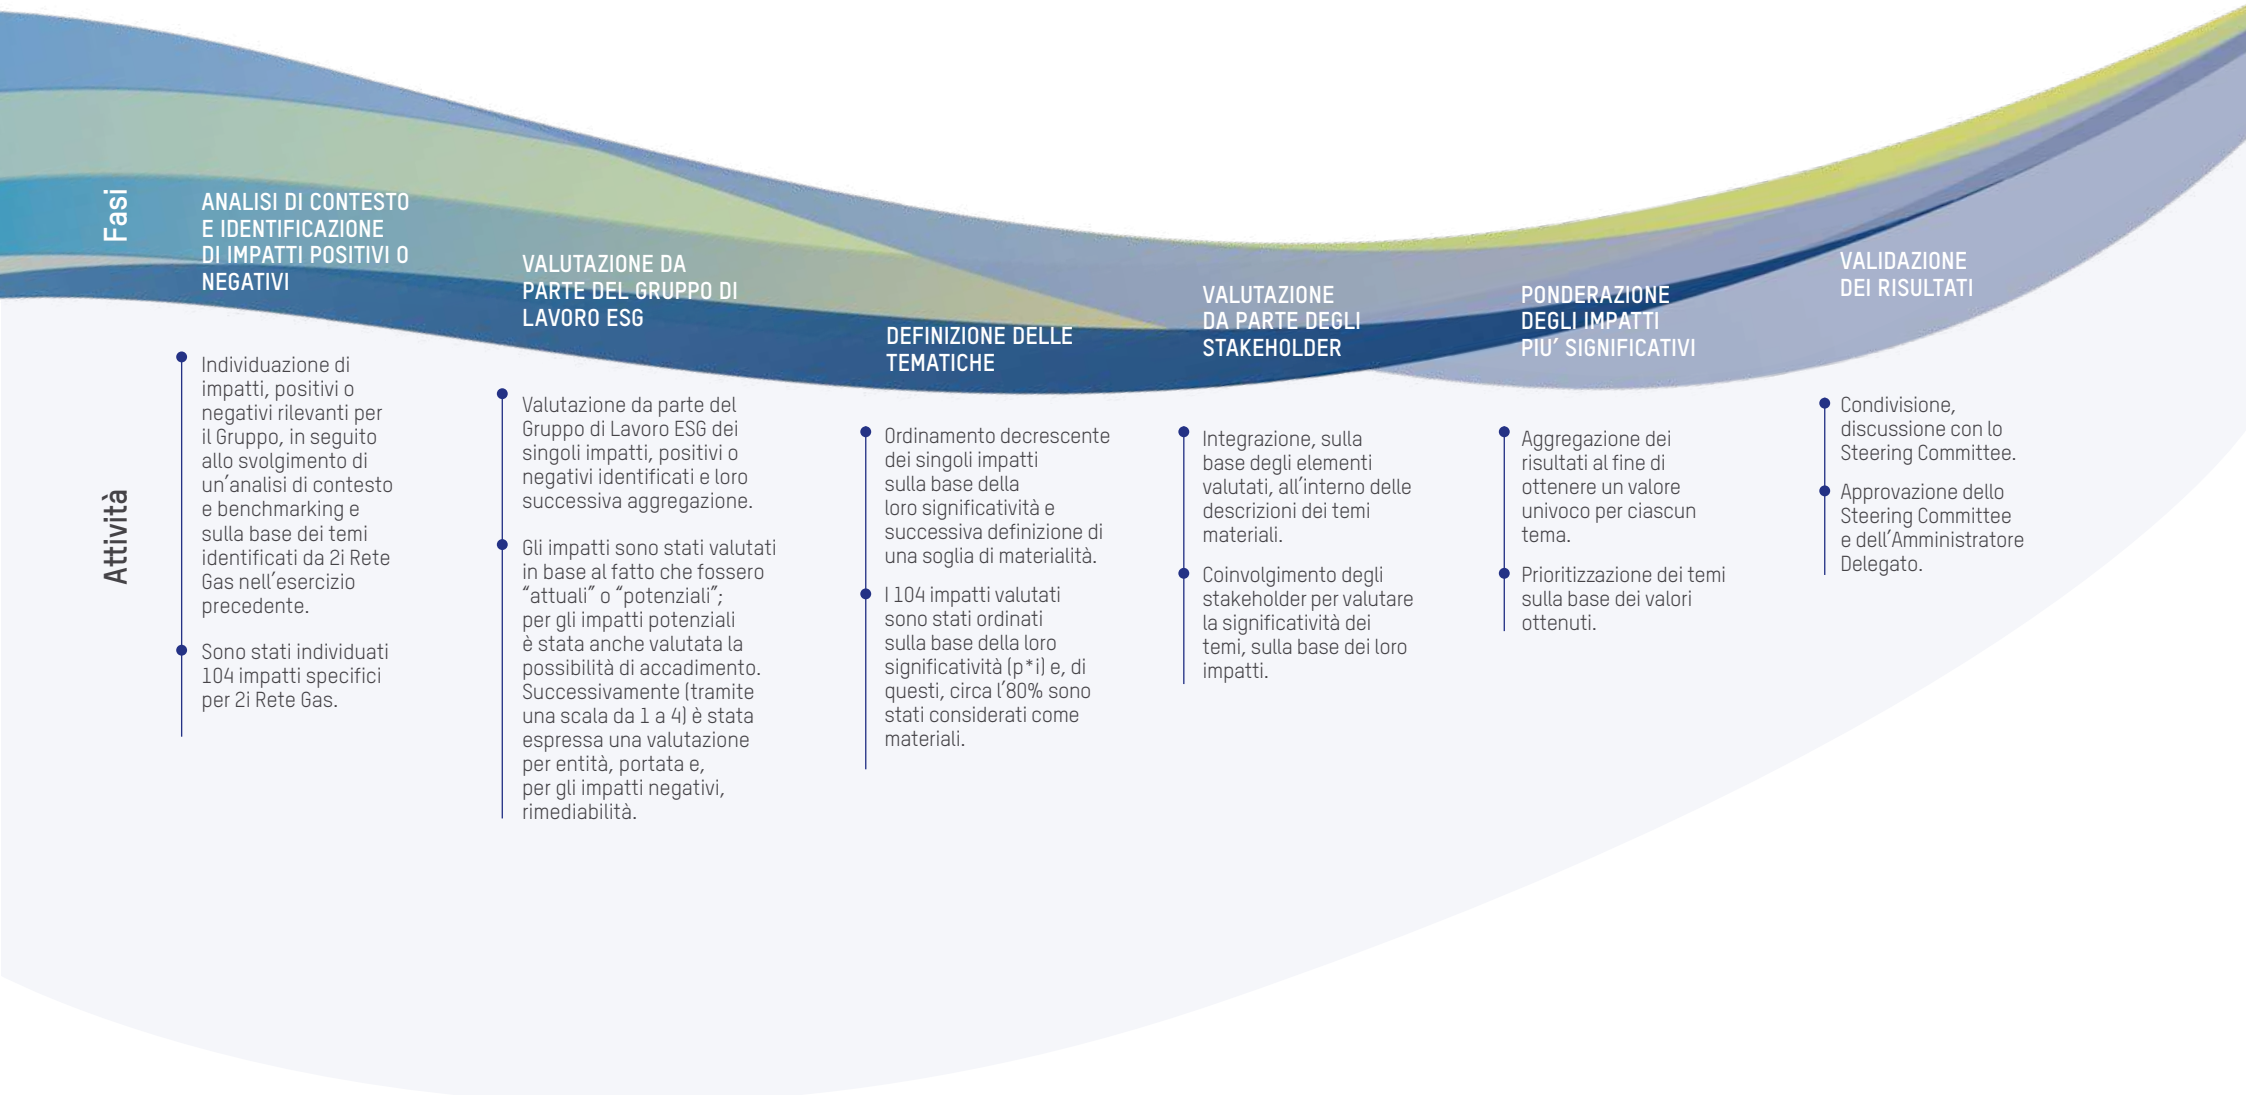 Fasi
ANALISI DI CONTESTO
E IDENTIFICAZIONE
DI IMPATTI POSITIVI O
NEGATIVI
VALUTAZIONE DA
PARTE DEL GRUPPO DI
LAVORO ESG
DEFINIZIONE DELLE
TEMATICHE
VALUTAZIONE
DA PARTE DEGLI
STAKEHOLDER
PONDERAZIONE
DEGLI IMPATTI
PIU´ SIGNIFICATIVI
VALIDAZIONE
DEI RISULTATI
Attività
Individuazione di
impatti, positivi o
negativi rilevanti per
il Gruppo, in seguito
allo svolgimento di
un´analisi di contesto
e benchmarking e
sulla base dei temi
identificati da 2i Rete
Gas nell´esercizio
precedente.
Sono stati individuati
104 impatti specifici
per 2i Rete Gas.
Valutazione da parte del
Gruppo di Lavoro ESG dei
singoli impatti, positivi o
negativi identificati e loro
successiva aggregazione.
Gli impatti sono stati valutati
in base al fatto che fossero
“attuali” o “potenziali”;
per gli impatti potenziali
è stata anche valutata la
possibilità di accadimento.
Successivamente (tramite
una scala da 1 a 4) è stata
espressa una valutazione
per entità, portata e,
per gli impatti negativi,
rimediabilità.
Ordinamento decrescente
dei singoli impatti
sulla base della
loro significatività e
successiva definizione di
una soglia di materialità.
I 104 impatti valutati
sono stati ordinati
sulla base della loro
significatività (p*i) e, di
questi, circa l’80% sono
stati considerati come
materiali.
Integrazione, sulla
base degli elementi
valutati, all’interno delle
descrizioni dei temi
materiali.
Coinvolgimento degli
stakeholder per valutare
la significatività dei
temi, sulla base dei loro
impatti.
Aggregazione dei
risultati al fine di
ottenere un valore
univoco per ciascun
tema.
Prioritizzazione dei temi
sulla base dei valori
ottenuti.
Condivisione,
discussione con lo
Steering Committee.
Approvazione dello
Steering Committee
e dell’Amministratore
Delegato.